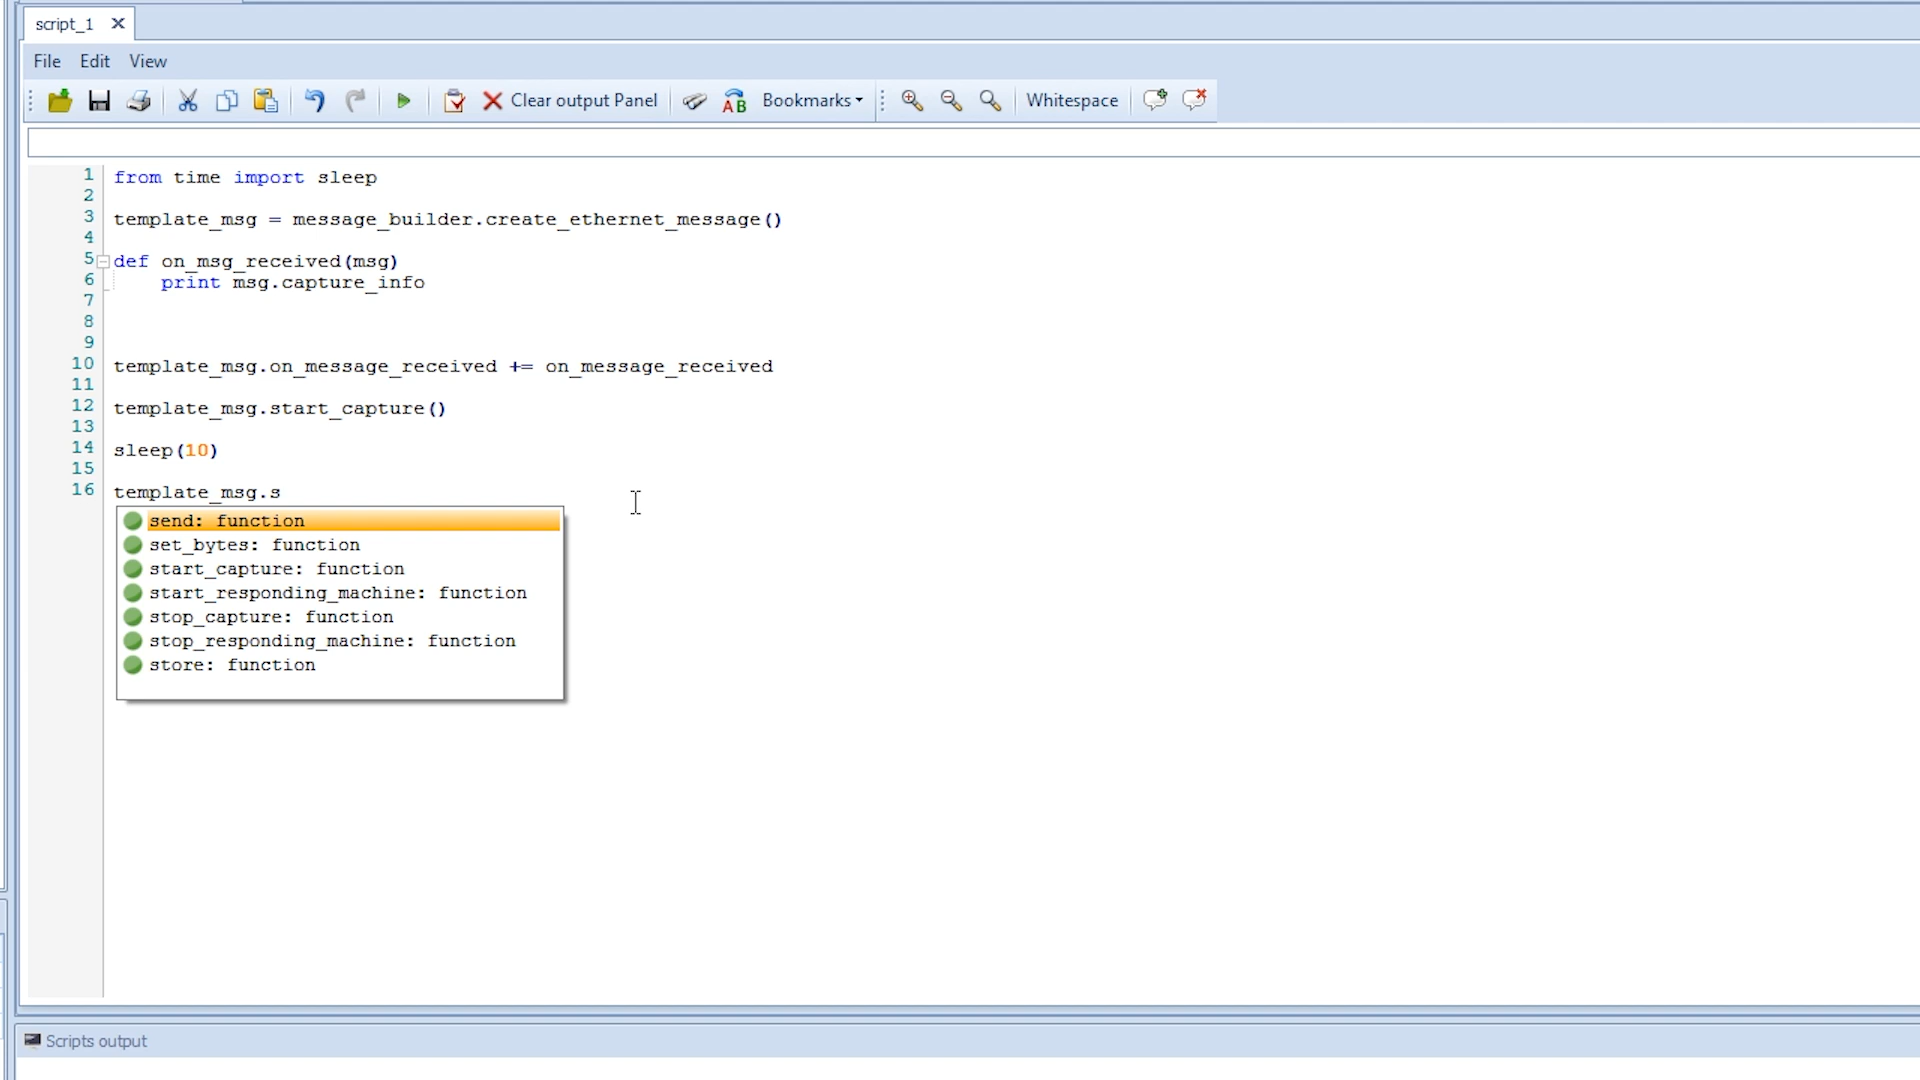 script_1
File Edit View
Clear output Panel Bookmarks Whitespace
1 from time import sleep
2
3 template_msg = message_builder.create_ethernet_message()
4
5 def on_msg_received(msg)
6 print msg.capture_info
7
8
9
10 template_msg.on_message_received += on_message_received
11
12 template_msg.start_capture()
13
14 sleep(10)
15
16 template_msg.s
send: function
set_bytes: function
start_capture: function
start_responding_machine: function
stop_capture: function
stop_responding_machine: function
store: function
Scripts output